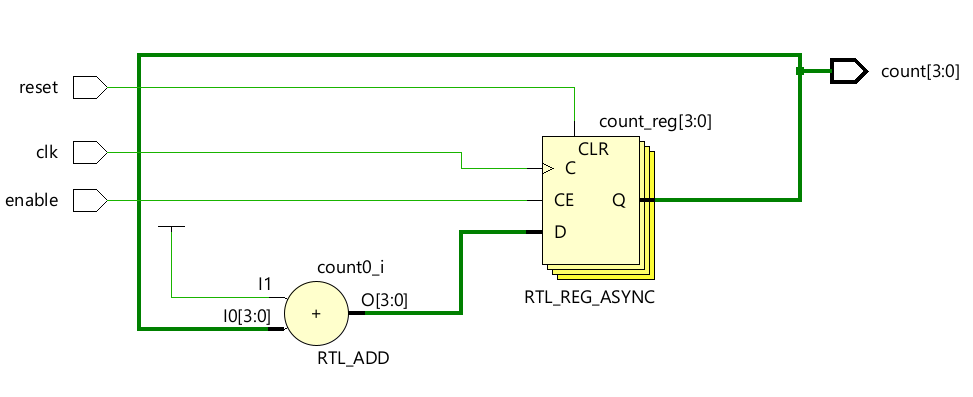 count[3:0]
reset
count_reg[3:0]
CLR
clk
C
enable
CE
Q
D
count0_i
I1
RTL_REG_ASYNC
O[3:0]
I0[3:0]
+
RTL_ADD